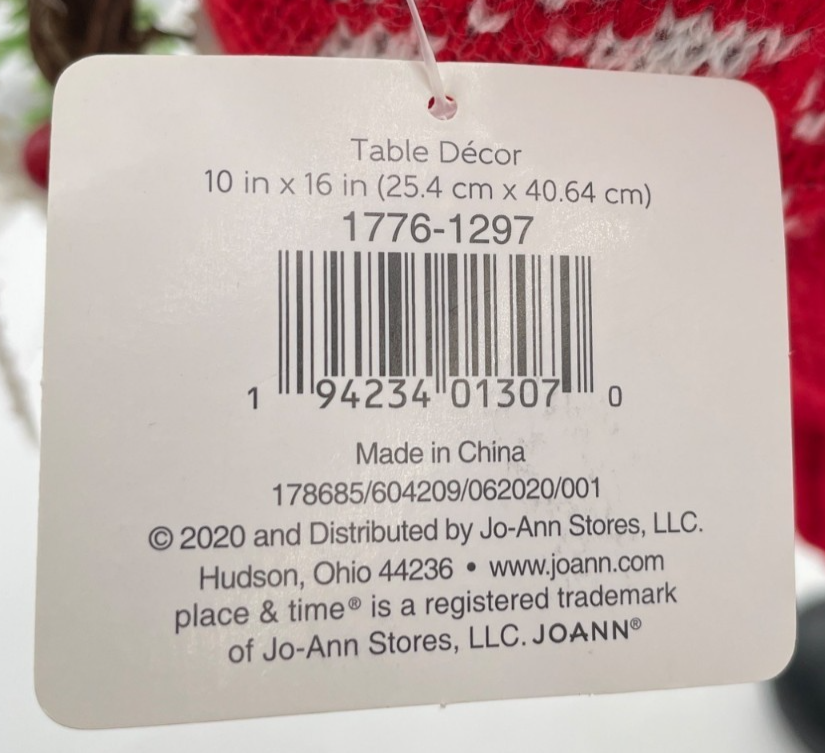 Table Décor
10 in x 16 in (25.4 cm x 40.64 cm)
1776-1297
1 94234 01307 0
Made in China
178685/604209/062020/001
© 2020 and Distributed by Jo-Ann Stores, LLC.
Hudson, Ohio 44236 • www.joann.com
place & time® is a registered trademark
of Jo-Ann Stores, LLC. JOANN®